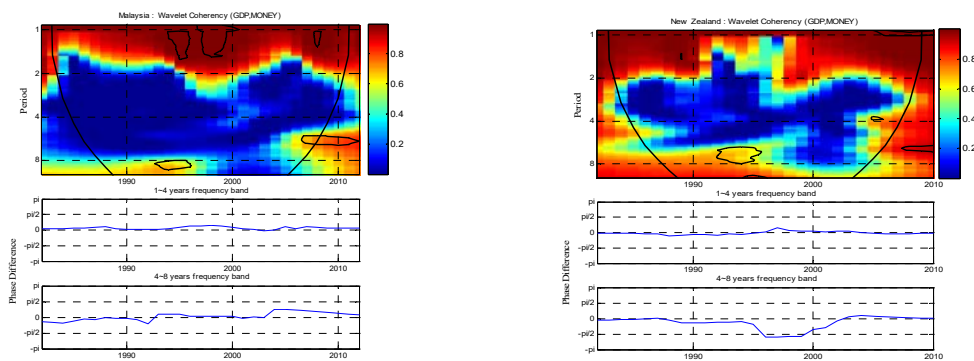 Malaysia : Wavelet Coherency (GDP,MONEY)
1
2
4
8
Period
1990
2000
2010
0.8
0.6
0.4
0.2
1~4 years frequency band
pi
pi/2
0
-pi/2
-pi
1990
2000
2010
Phase Difference
4~8 years frequency band
pi
pi/2
0
-pi/2
-pi
1990
2000
2010
New Zealand : Wavelet Coherency (GDP,MONEY)
1
2
4
8
Period
1990
2000
2010
0.8
0.6
0.4
0.2
1~4 years frequency band
pi
pi/2
0
-pi/2
-pi
1990
2000
2010
Phase Difference
4~8 years frequency band
pi
pi/2
0
-pi/2
-pi
1990
2000
2010